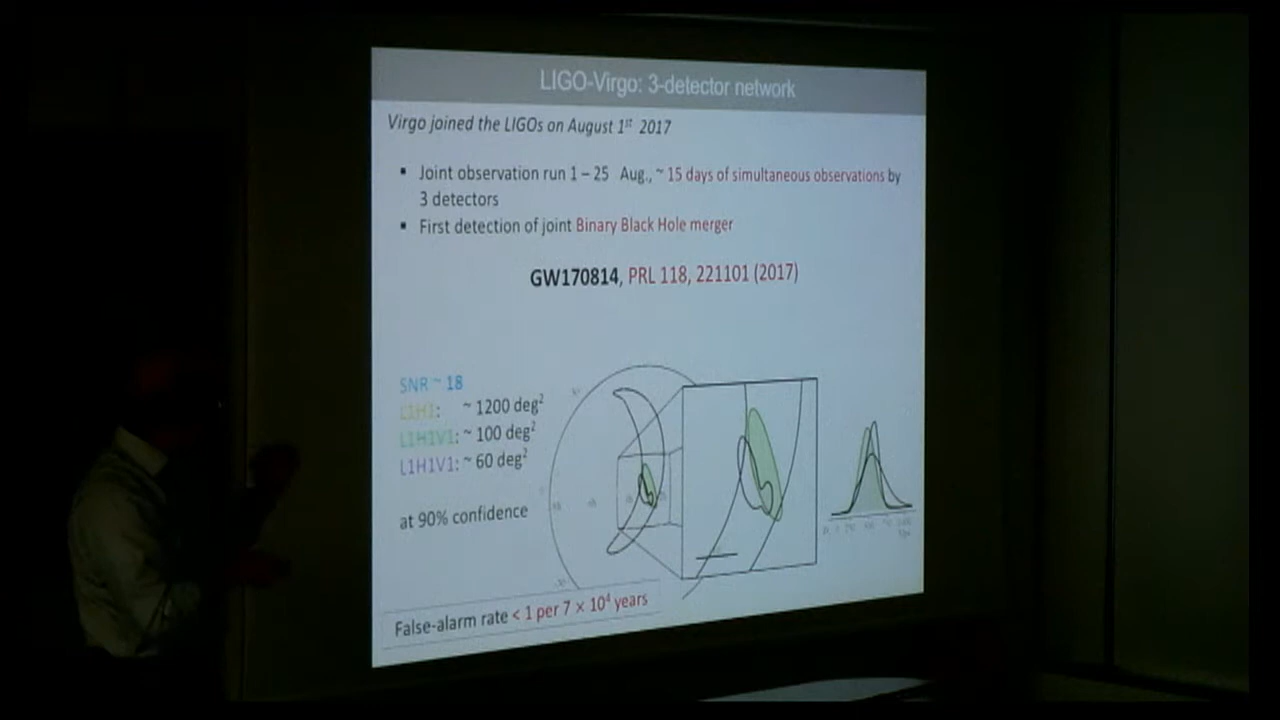 LIGO-Virgo: 3-detector network
Virgo joined the LIGOs on August 1st 2017
▪ Joint observation run 1 – 25 Aug., ~ 15 days of simultaneous observations by
3 detectors
▪ First detection of joint Binary Black Hole merger
GW170814, PRL 118, 221101 (2017)
SNR ~ 18
L1H1: ~ 1200 deg²
L1H1V1: ~ 100 deg²
L1H1V1: ~ 60 deg²
at 90% confidence
False-alarm rate < 1 per 7 × 10⁴ years